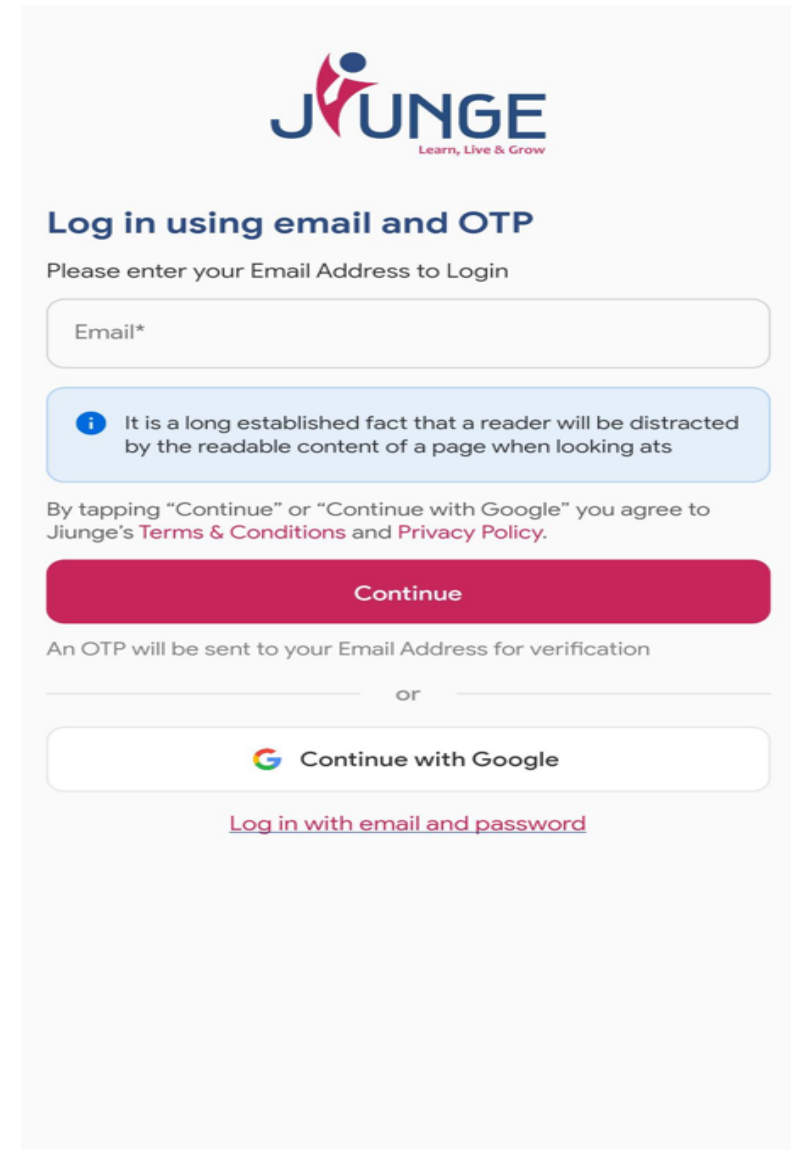 JIUNGE
Learn, Live & Grow
Log in using email and OTP
Please enter your Email Address to Login
Email*
It is a long established fact that a reader will be distracted
by the readable content of a page when looking ats
By tapping “Continue” or “Continue with Google” you agree to
Jiunge’s Terms & Conditions and Privacy Policy.
Continue
An OTP will be sent to your Email Address for verification
or
Continue with Google
Log in with email and password